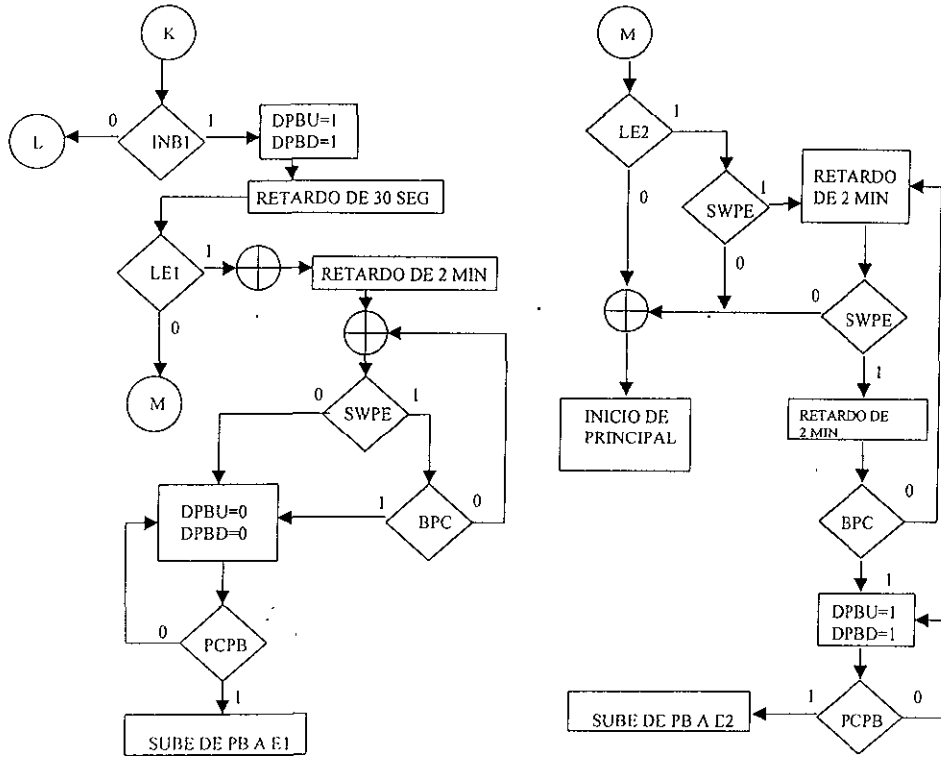 K
INB1
0
1
L
DPBU=1
DPBD=1
RETARDO DE 30 SEG
LE1
1
0
M
RETARDO DE 2 MIN
SWPE
0
1
BPC
1
0
DPBU=0
DPBD=0
PCPB
0
1
SUBE DE PB A E1
M
LE2
1
0
SWPE
1
0
RETARDO
DE 2 MIN
SWPE
0
1
INICIO DE
PRINCIPAL
RETARDO DE
2 MIN
BPC
0
1
DPBU=1
DPBD=1
PCPB
1
0
SUBE DE PB A E2